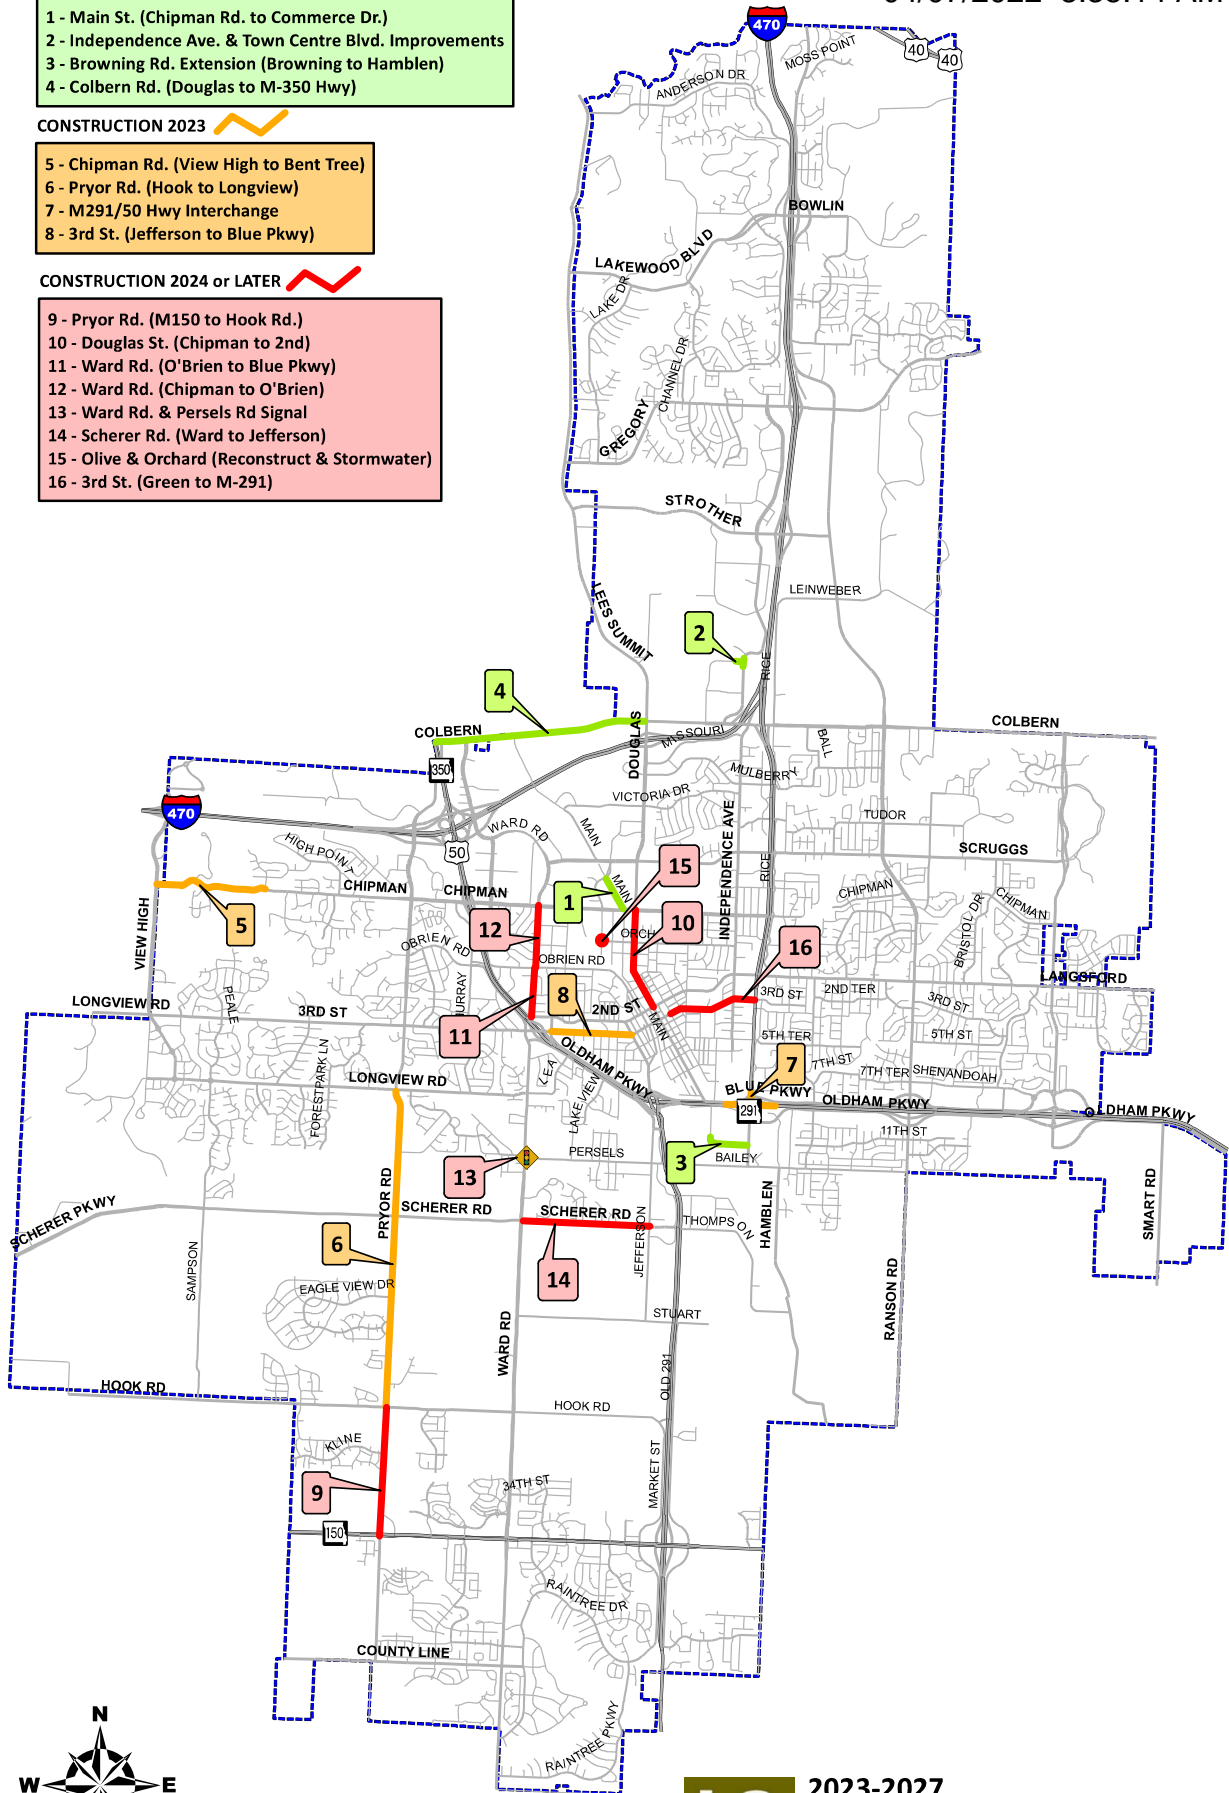 1 - Main St. (Chipman Rd. to Commerce Dr.)
2 - Independence Ave. & Town Centre Blvd. Improvements
3 - Browning Rd. Extension (Browning to Hamblen)
4 - Colbern Rd. (Douglas to M-350 Hwy)
CONSTRUCTION 2023
5 - Chipman Rd. (View High to Bent Tree)
6 - Pryor Rd. (Hook to Longview)
7 - M291/50 Hwy Interchange
8 - 3rd St. (Jefferson to Blue Pkwy)
CONSTRUCTION 2024 or LATER
9 - Pryor Rd. (M150 to Hook Rd.)
10 - Douglas St. (Chipman to 2nd)
11 - Ward Rd. (O'Brien to Blue Pkwy)
12 - Ward Rd. (Chipman to O'Brien)
13 - Ward Rd. & Persels Rd Signal
14 - Scherer Rd. (Ward to Jefferson)
15 - Olive & Orchard (Reconstruct & Stormwater)
16 - 3rd St. (Green to M-291)
470
40
40
MOSS POINT
ANDERSON DR
BOWLIN
LAKEWOOD BLVD
LAKE DR
CHANNEL DR
GREGORY
STROTHER
LEINWEBER
LEES SUMMIT
2
RICE
4
COLBERN
COLBERN
DOUGLAS
MISSOURI
BALL
350
MULBERRY
VICTORIA DR
470
TUDOR
WARD RD
MAIN
HIGH POINT
50
INDEPENDENCE AVE
SCRUGGS
RICE
15
CHIPMAN
CHIPMAN
MAIN
CHIPMAN
CHIPMAN
1
5
12
10
ORCH
BRISTOL DR
VIEW HIGH
OBRIEN RD
OBRIEN RD
16
LANGSFORD
PEALE
8
2ND ST
3RD ST
2ND TER
3RD ST
LONGVIEW RD
3RD ST
MAIN
11
5TH TER
5TH ST
OLDHAM PKWY
7
7TH ST
7TH TER
SHENANDOAH
LEA
LAKEVIEW
FORESTPARK LN
LONGVIEW RD
291
OLDHAM PKWY
OLDHAM PKWY
11TH ST
PERSELS
3
BAILEY
13
PRYOR RD
SCHERER PKWY
SCHERER RD
SCHERER RD
JEFFERSON
THOMPSON
HAMBLEN
SMART RD
6
SAMPSON
14
EAGLE VIEW DR
STUART
RANSON RD
WARD RD
OLD 291
HOOK RD
HOOK RD
KLINE
MARKET ST
34TH ST
9
150
RAINTREE DR
COUNTY LINE
RAINTREE PKWY
N
W
E
2023-2027